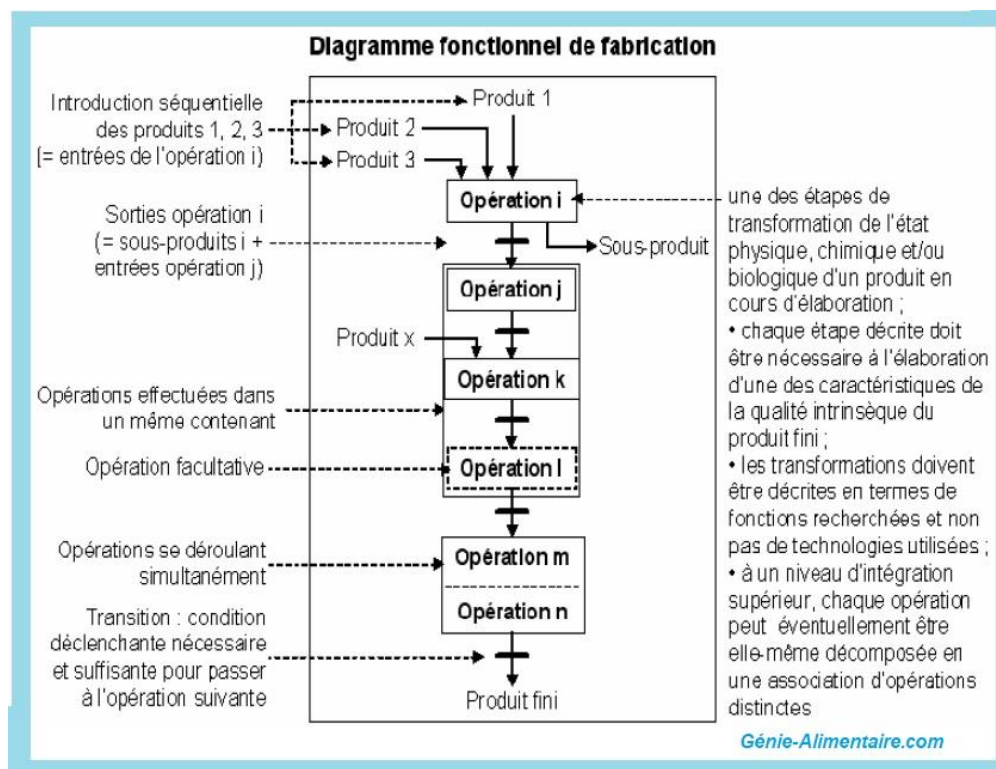 Diagramme fonctionnel de fabrication
Introduction séquentielle
des produits 1, 2, 3
(= entrées de l'opération i)
Produit 1
Produit 2
Produit 3
Opération i
Sorties opération i
(= sous-produits i +
entrées opération j)
Sous-produit
Opération j
Produit x
Opération k
Opérations effectuées dans
un même contenant
Opération facultative
Opération l
Opérations se déroulant
simultanément
Opération m
Opération n
Transition : condition
déclenchante nécessaire
et suffisante pour passer
à l'opération suivante
Produit fini
une des étapes de
transformation de l'état
physique, chimique et/ou
biologique d'un produit en
cours d'élaboration ;
• chaque étape décrite doit
être nécessaire à l'élaboration
d'une des caractéristiques de
la qualité intrinsèque du
produit fini ;
• les transformations doivent
être décrites en termes de
fonctions recherchées et non
pas de technologies utilisées ;
• à un niveau d'intégration
supérieur, chaque opération
peut éventuellement être
elle-même décomposée en
une association d'opérations
distinctes
Génie-Alimentaire.com